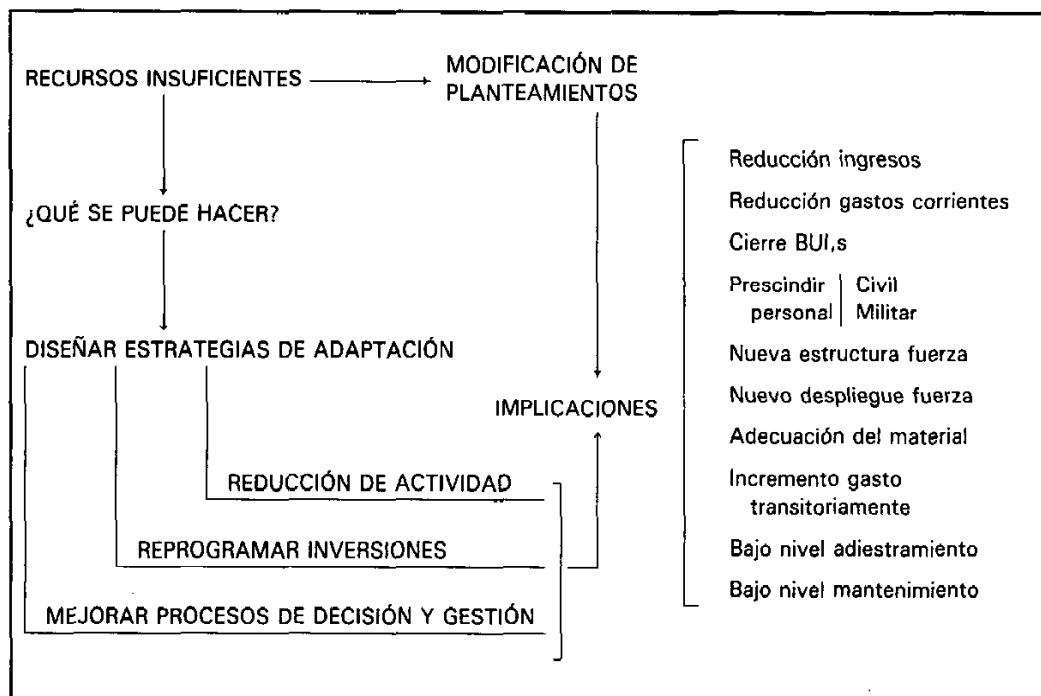 RECURSOS INSUFICIENTES
MODIFICACIÓN DE
PLANTEAMIENTOS
¿QUÉ SE PUEDE HACER?
DISEÑAR ESTRATEGIAS DE ADAPTACIÓN
REDUCCIÓN DE ACTIVIDAD
REPROGRAMAR INVERSIONES
MEJORAR PROCESOS DE DECISIÓN Y GESTIÓN
IMPLICACIONES
Reducción ingresos
Reducción gastos corrientes
Cierre BUI,s
Prescindir Civil
personal Militar
Nueva estructura fuerza
Nuevo despliegue fuerza
Adecuación del material
Incremento gasto
transitoriamente
Bajo nivel adiestramiento
Bajo nivel mantenimiento